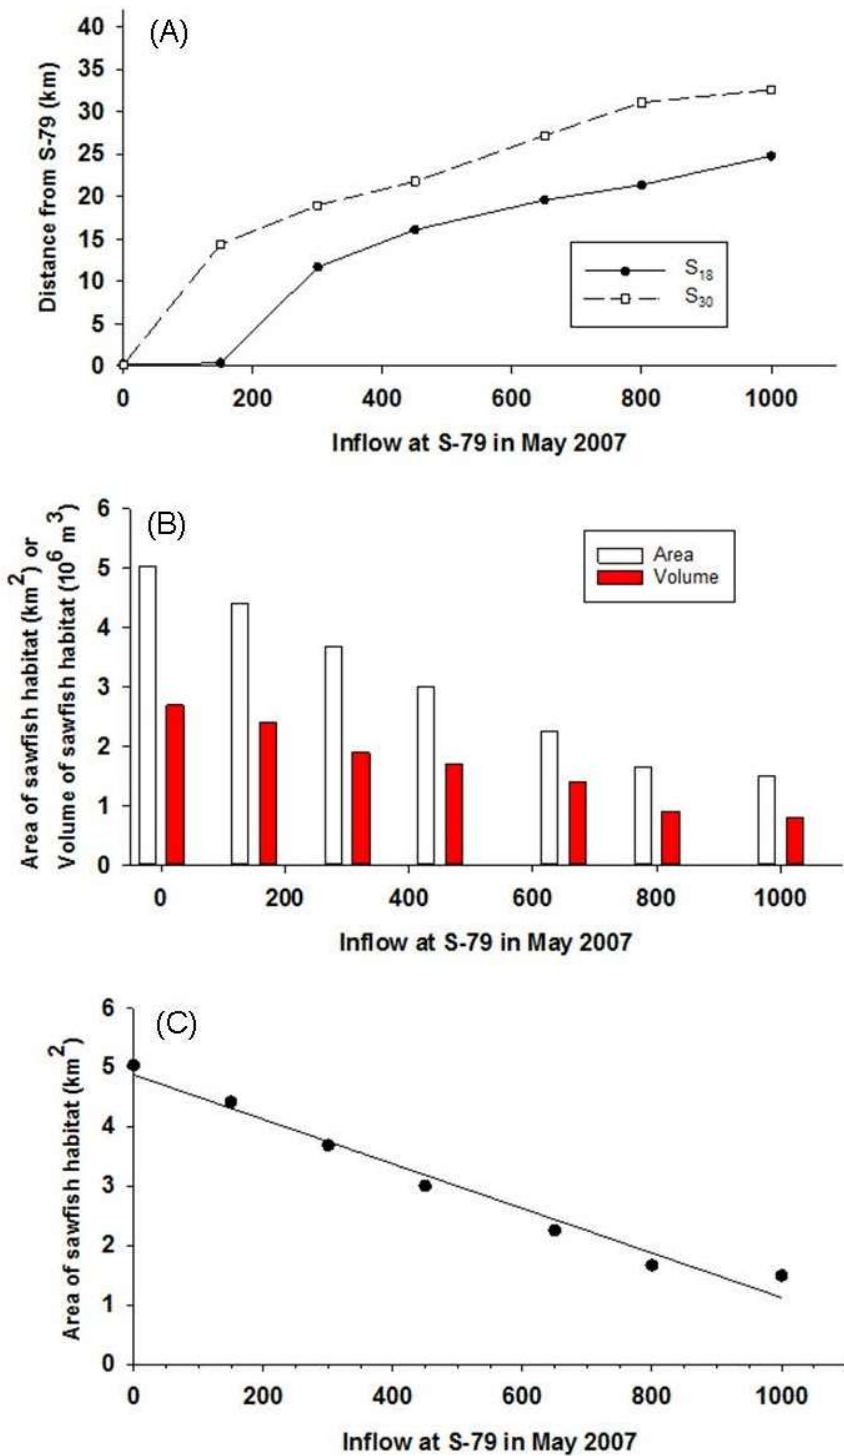 (A)
40
35
30
25
20
15
10
5
0
Distance from S-79 (km)
S18
S30
0 200 400 600 800 1000
Inflow at S-79 in May 2007
(B)
6
5
4
3
2
1
0
Area of sawfish habitat (km2) or
Volume of sawfish habitat (106 m3)
Area
Volume
0 200 400 600 800 1000
Inflow at S-79 in May 2007
(C)
6
5
4
3
2
1
0
Area of sawfish habitat (km2)
0 200 400 600 800 1000
Inflow at S-79 in May 2007